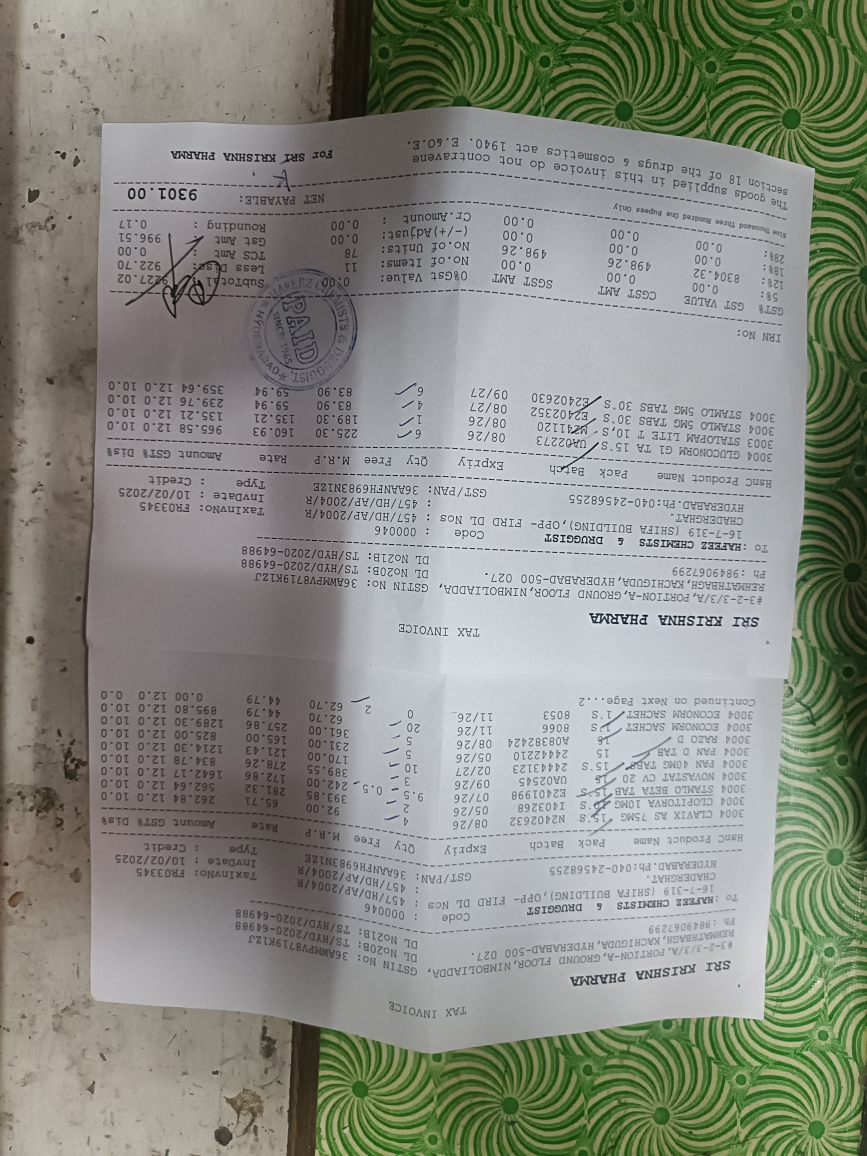 TAX INVOICE
SRI KRISHNA PHARMA
#3-2-3/3/A, PORTION-A, GROUND FLOOR, NIMBOLIADDA, GSTIN No: 36AWMPV8719K1ZJ
REHMATHBAGH, KACHIGUDA, HYDERABAD-500 027. DL No20B: TS/HYD/2020-64988
Ph :9849067299 DL No21B: TS/HYD/2020-64988
To :HAFEEZ CHEMISTS & DRUGGIST Code : 000046
16-7-319 (SHIFA BUILDING), OPP- FIRD DL Nos : 457/HD/AP/2004/R TaxInvNo: FR03345
CHADERGHAT. : 457/HD/AP/2004/R InvDate : 10/02/2025
HYDERABAD.Ph:040-24568255 GST/PAN: 36AANFH6983N1ZE Type : Credit
HsnC Product Name Pack Batch Expriy Qty Free M.R.P Rate Amount GST% Dis%
3004 CLAVIX AS 75MG 15'S N2402632 08/26 4 92.00 65.71 262.84 12.0 10.0
3004 CLOPITORVA 10MG 10'S I403268 05/26 2 393.85 281.32 562.64 12.0 10.0
3004 STAMLO BETA TAB 15'S E2401998 07/26 9.5 0.5 242.00 172.86 1642.17 12.0 10.0
3004 NOVASTAT CV 20 15 UA02545 09/26 3 389.55 278.26 834.78 12.0 10.0
3004 PAN 40MG TABS 15'S 24443123 02/27 10 170.00 121.43 1214.30 12.0 10.0
3004 PAN D TAB 15 24442210 05/26 5 231.00 165.00 825.00 12.0 10.0
3004 RAZO D A08382424 08/26 5 361.00 257.86 1289.30 12.0 10.0
3004 ECONORM SACHET 1'S 8066 11/26 20 62.70 44.79 895.80 12.0 10.0
3004 ECONORM SACHET 1'S 8053 11/26 0 2 62.70 44.79 0.00 12.0 0.0
Continued on Next Page...2
TAX INVOICE
SRI KRISHNA PHARMA
#3-2-3/3/A, PORTION-A, GROUND FLOOR, NIMBOLIADDA, GSTIN No: 36AWMPV8719K1ZJ
REHMATHBAGH, KACHIGUDA, HYDERABAD-500 027. DL No20B: TS/HYD/2020-64988
Ph :9849067299 DL No21B: TS/HYD/2020-64988
To :HAFEEZ CHEMISTS & DRUGGIST Code : 000046
16-7-319 (SHIFA BUILDING), OPP- FIRD DL Nos : 457/HD/AP/2004/R TaxInvNo: FR03345
CHADERGHAT. : 457/HD/AP/2004/R InvDate : 10/02/2025
HYDERABAD.Ph:040-24568255 GST/PAN: 36AANFH6983N1ZE Type : Credit
HsnC Product Name Pack Batch Expriy Qty Free M.R.P Rate Amount GST% Dis%
3004 GLUCONORM G1 TA 15'S UA02273 08/26 6 225.30 160.93 965.58 12.0 10.0
3003 STALOPAM LITE T 10,S MZ411120 08/26 1 189.30 135.21 135.21 12.0 10.0
3004 STAMLO 5MG TABS 30'S E2402352 08/27 4 83.90 59.94 239.76 12.0 10.0
3004 STAMLO 5MG TABS 30'S E2402630 09/27 6 83.90 59.94 359.64 12.0 10.0
HAFEEZ CHEMISTS & DRUGGIST
PAID
SINCE:1965
HYDERABAD
IRN No:
GST% GST VALUE CGST AMT SGST AMT 0%Gst Value: 0.00 Subtotal : 9227.02
5%: 0.00 0.00 0.00 No.of Items: 11 Less Disc: 922.70
12%: 8304.32 498.26 498.26 No.of Units: 78 TCS Amt : 0.00
18%: 0.00 0.00 0.00 (-/+)Adjust: 0.00 Gst Amt : 996.51
28%: 0.00 0.00 0.00 Cr.Amount : 0.00 Rounding : 0.17
Nine Thousand Three Hundred One Rupees Only NET PAYABLE: 9301.00
The goods supplied in this invoice do not contravene
section 18 of the drugs & cosmetics act 1940. E.&O.E. For SRI KRISHNA PHARMA